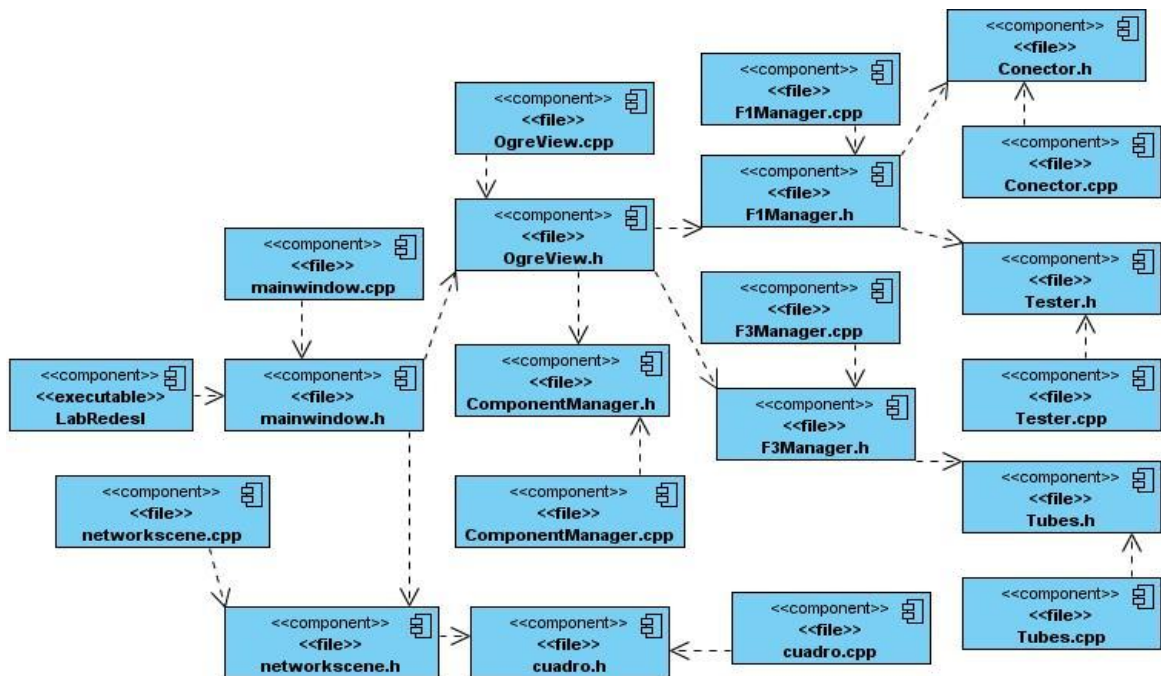 <<component>>
<<file>>
Conector.h
<<component>>
<<file>>
F1Manager.cpp
<<component>>
<<file>>
OgreView.cpp
<<component>>
<<file>>
Conector.cpp
<<component>>
<<file>>
F1Manager.h
<<component>>
<<file>>
OgreView.h
<<component>>
<<file>>
mainwindow.cpp
<<component>>
<<file>>
Tester.h
<<component>>
<<file>>
F3Manager.cpp
<<component>>
<<file>>
ComponentManager.h
<<component>>
<<executable>>
LabRedesI
<<component>>
<<file>>
mainwindow.h
<<component>>
<<file>>
Tester.cpp
<<component>>
<<file>>
F3Manager.h
<<component>>
<<file>>
Tubes.h
<<component>>
<<file>>
networkscene.cpp
<<component>>
<<file>>
ComponentManager.cpp
<<component>>
<<file>>
Tubes.cpp
<<component>>
<<file>>
cuadro.cpp
<<component>>
<<file>>
networkscene.h
<<component>>
<<file>>
cuadro.h